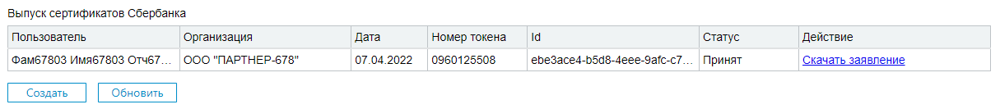 Выпуск сертификатов Сбербанка
Пользователь Организация Дата Номер токена Id Статус Действие
Фам67803 Имя67803 Отч67... ООО "ПАРТНЕР-678" 07.04.2022 0960125508 ebe3ace4-b5d8-4eee-9afc-c7... Принят Скачать заявление
Создать Обновить